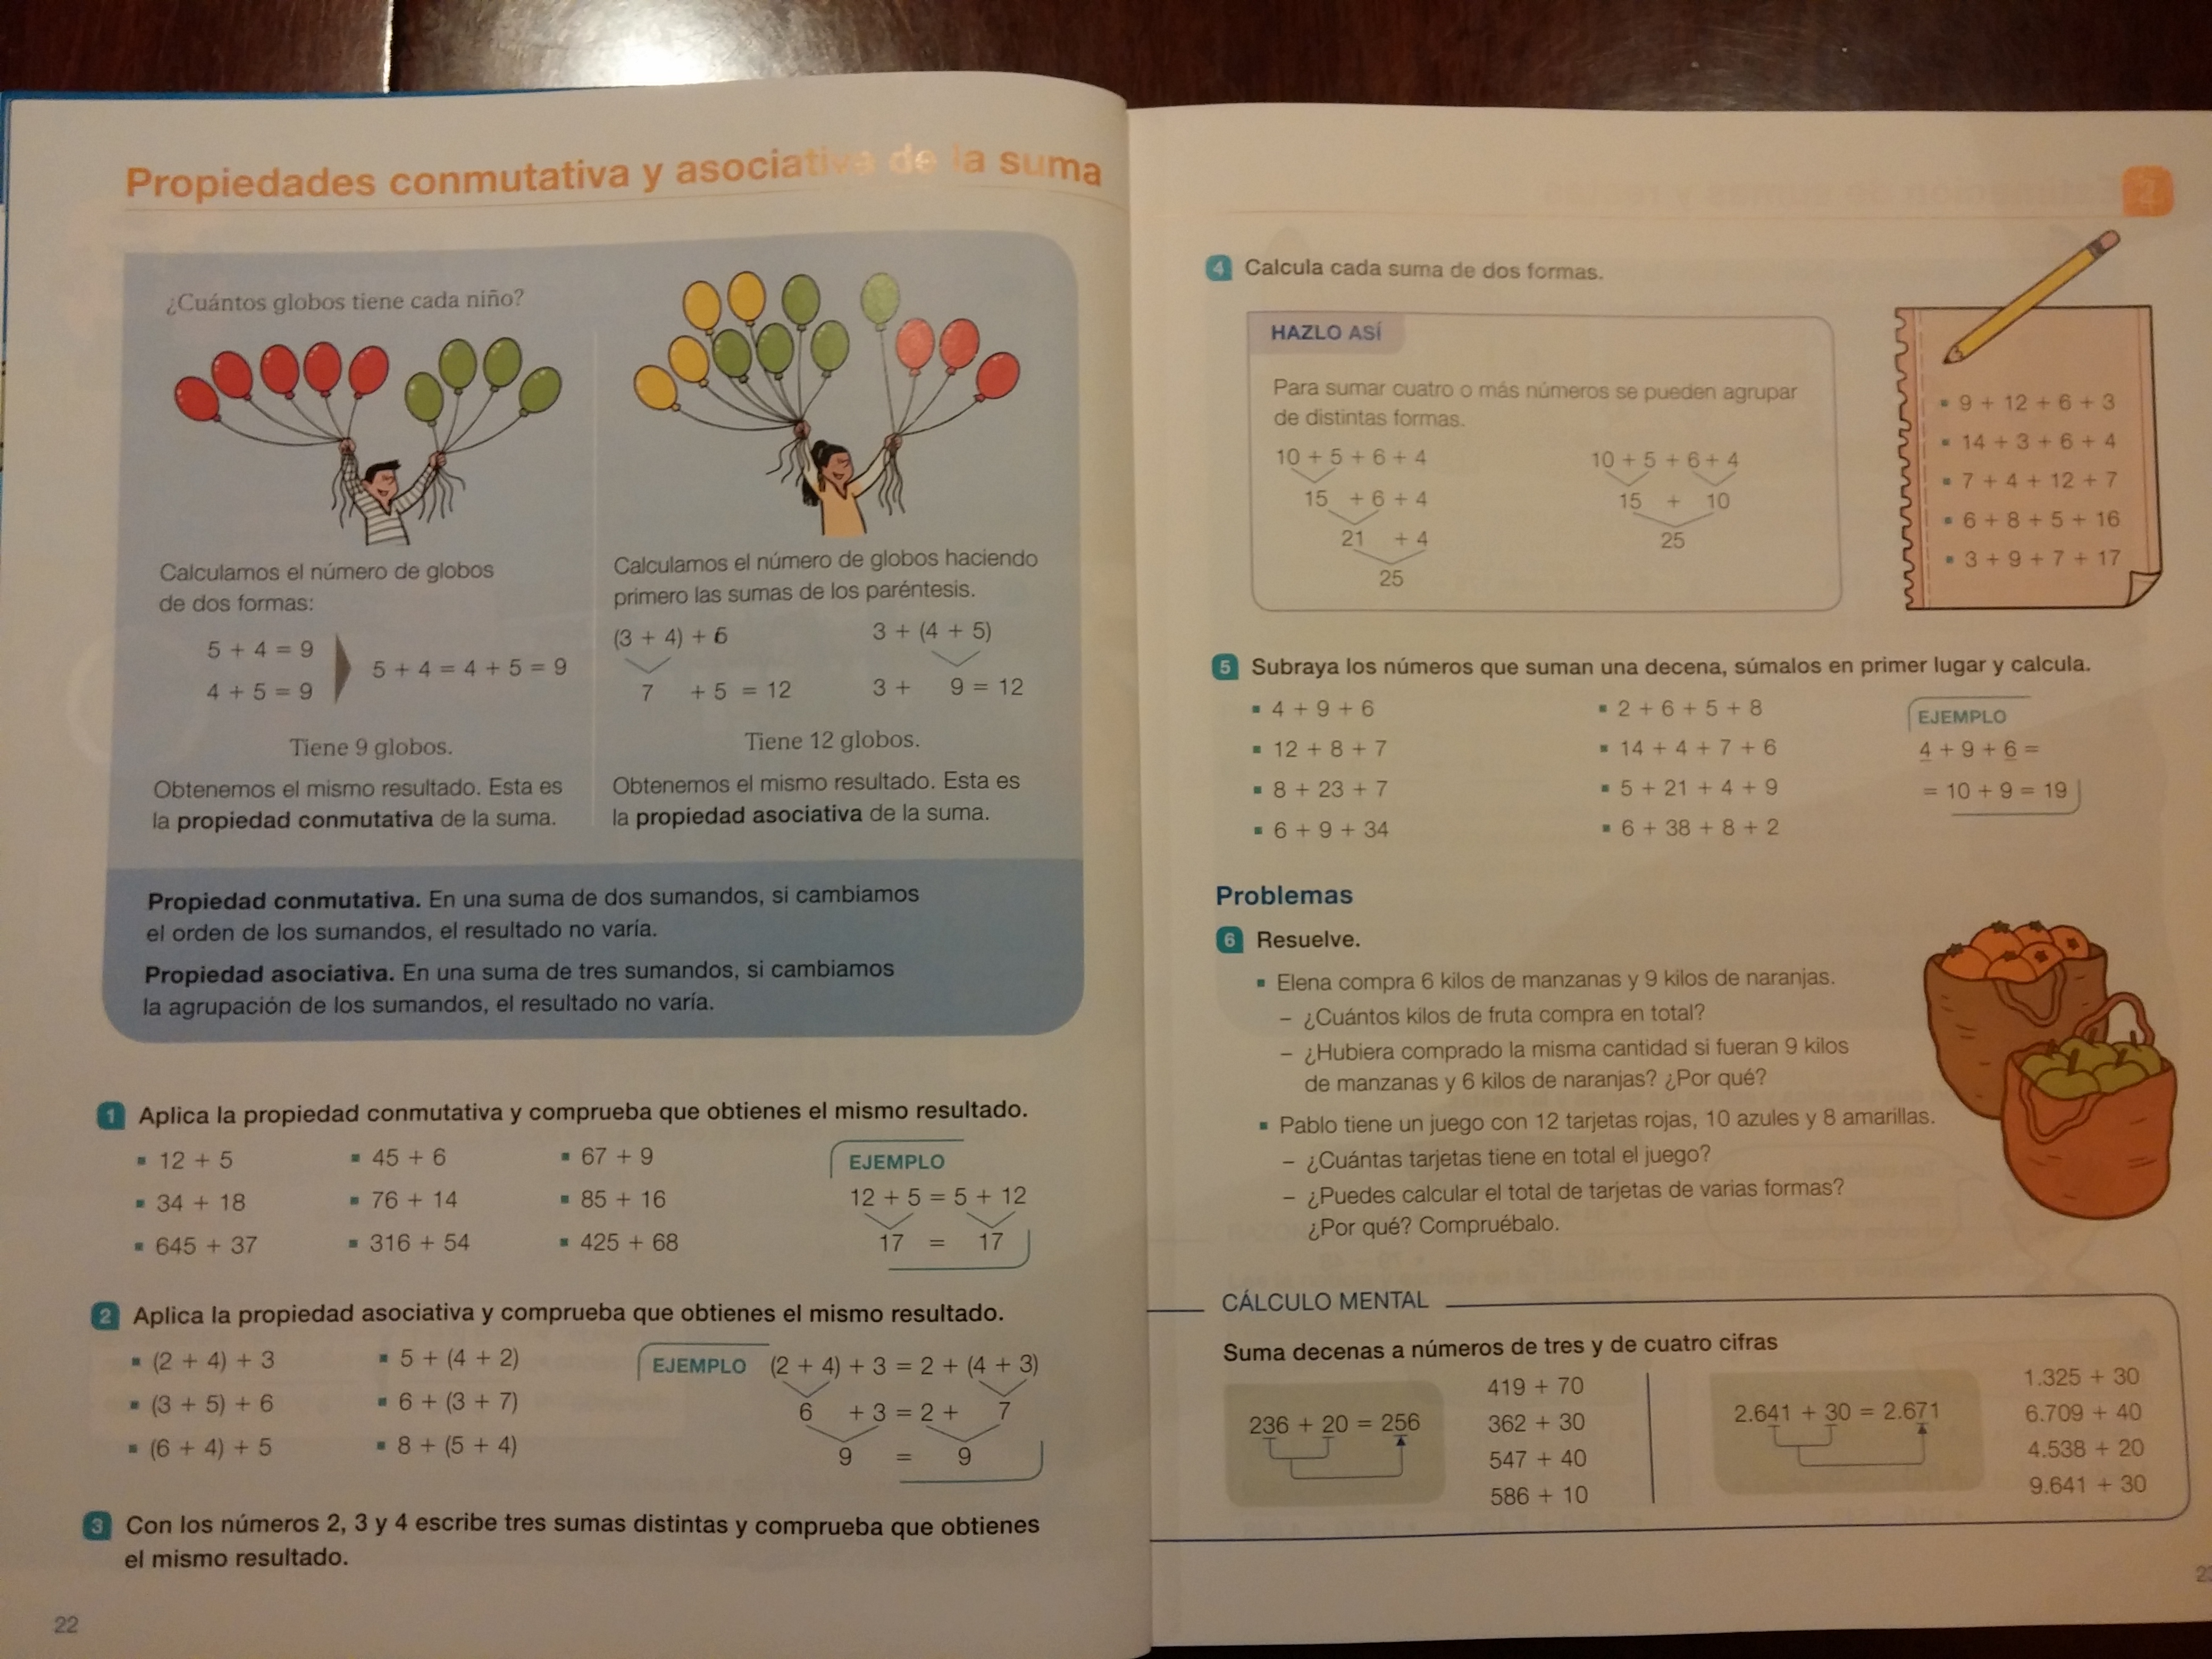 Propiedades conmutativa y asociativa de la suma
¿Cuántos globos tiene cada niño?
Calculamos el número de globos
de dos formas:
5 + 4 = 9
4 + 5 = 9
5 + 4 = 4 + 5 = 9
Tiene 9 globos.
Obtenemos el mismo resultado. Esta es
la propiedad conmutativa de la suma.
Calculamos el número de globos haciendo
primero las sumas de los paréntesis.
(3 + 4) + 6
7 + 5 = 12
3 + (4 + 5)
3 + 9 = 12
Tiene 12 globos.
Obtenemos el mismo resultado. Esta es
la propiedad asociativa de la suma.
Propiedad conmutativa. En una suma de dos sumandos, si cambiamos
el orden de los sumandos, el resultado no varía.
Propiedad asociativa. En una suma de tres sumandos, si cambiamos
la agrupación de los sumandos, el resultado no varía.
1 Aplica la propiedad conmutativa y comprueba que obtienes el mismo resultado.
▪ 12 + 5
▪ 34 + 18
▪ 645 + 37
▪ 45 + 6
▪ 76 + 14
▪ 316 + 54
▪ 67 + 9
▪ 85 + 16
▪ 425 + 68
EJEMPLO
12 + 5 = 5 + 12
17 = 17
2 Aplica la propiedad asociativa y comprueba que obtienes el mismo resultado.
▪ (2 + 4) + 3
▪ (3 + 5) + 6
▪ (6 + 4) + 5
▪ 5 + (4 + 2)
▪ 6 + (3 + 7)
▪ 8 + (5 + 4)
EJEMPLO (2 + 4) + 3 = 2 + (4 + 3)
6 + 3 = 2 + 7
9 = 9
3 Con los números 2, 3 y 4 escribe tres sumas distintas y comprueba que obtienes
el mismo resultado.
22
2
4 Calcula cada suma de dos formas.
HAZLO ASÍ
Para sumar cuatro o más números se pueden agrupar
de distintas formas.
10 + 5 + 6 + 4
15 + 6 + 4
21 + 4
25
10 + 5 + 6 + 4
15 + 10
25
▪ 9 + 12 + 6 + 3
▪ 14 + 3 + 6 + 4
▪ 7 + 4 + 12 + 7
▪ 6 + 8 + 5 + 16
▪ 3 + 9 + 7 + 17
5 Subraya los números que suman una decena, súmalos en primer lugar y calcula.
▪ 4 + 9 + 6
▪ 12 + 8 + 7
▪ 8 + 23 + 7
▪ 6 + 9 + 34
▪ 2 + 6 + 5 + 8
▪ 14 + 4 + 7 + 6
▪ 5 + 21 + 4 + 9
▪ 6 + 38 + 8 + 2
EJEMPLO
4 + 9 + 6 =
= 10 + 9 = 19
Problemas
6 Resuelve.
▪ Elena compra 6 kilos de manzanas y 9 kilos de naranjas.
– ¿Cuántos kilos de fruta compra en total?
– ¿Hubiera comprado la misma cantidad si fueran 9 kilos
de manzanas y 6 kilos de naranjas? ¿Por qué?
▪ Pablo tiene un juego con 12 tarjetas rojas, 10 azules y 8 amarillas.
– ¿Cuántas tarjetas tiene en total el juego?
– ¿Puedes calcular el total de tarjetas de varias formas?
¿Por qué? Compruébalo.
CÁLCULO MENTAL
Suma decenas a números de tres y de cuatro cifras
236 + 20 = 256
419 + 70
362 + 30
547 + 40
586 + 10
2.641 + 30 = 2.671
1.325 + 30
6.709 + 40
4.538 + 20
9.641 + 30